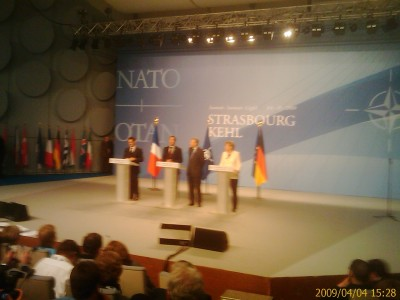 NATO
OTAN
STRASBOURG
KEHL
2009/04/04 15:28